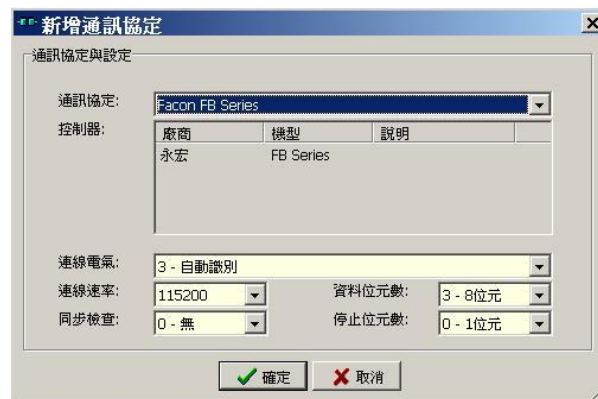 新增通訊協定
通訊協定與設定
通訊協定: Facon FB Series
控制器:
廠商 機型 說明
永宏 FB Series
連線電氣: 3 - 自動識別
連線速率: 115200 資料位元數: 3 - 8位元
同步檢查: 0 - 無 停止位元數: 0 - 1位元
確定 取消